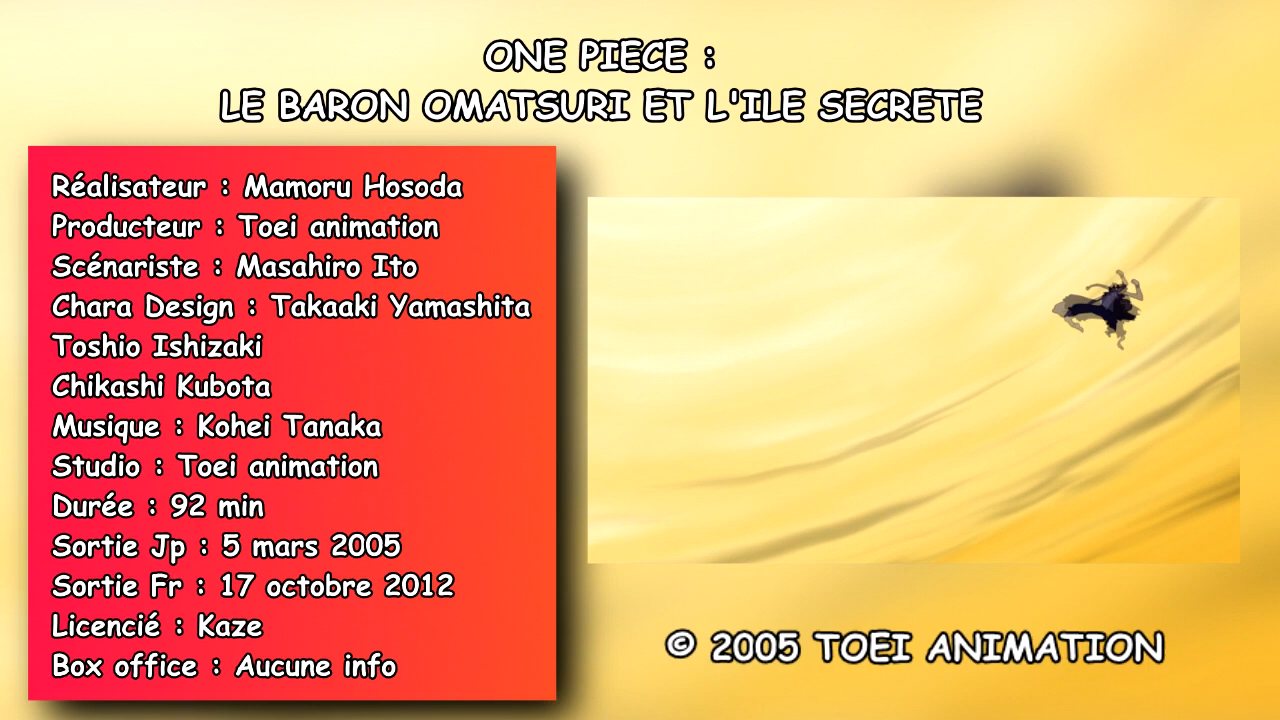 ONE PIECE :
LE BARON OMATSURI ET L'ILE SECRETE
Réalisateur : Mamoru Hosoda
Producteur : Toei animation
Scénariste : Masahiro Ito
Chara Design : Takaaki Yamashita
Toshio Ishizaki
Chikashi Kubota
Musique : Kohei Tanaka
Studio : Toei animation
Durée : 92 min
Sortie Jp : 5 mars 2005
Sortie Fr : 17 octobre 2012
Licencié : Kaze
Box office : Aucune info
© 2005 TOEI ANIMATION